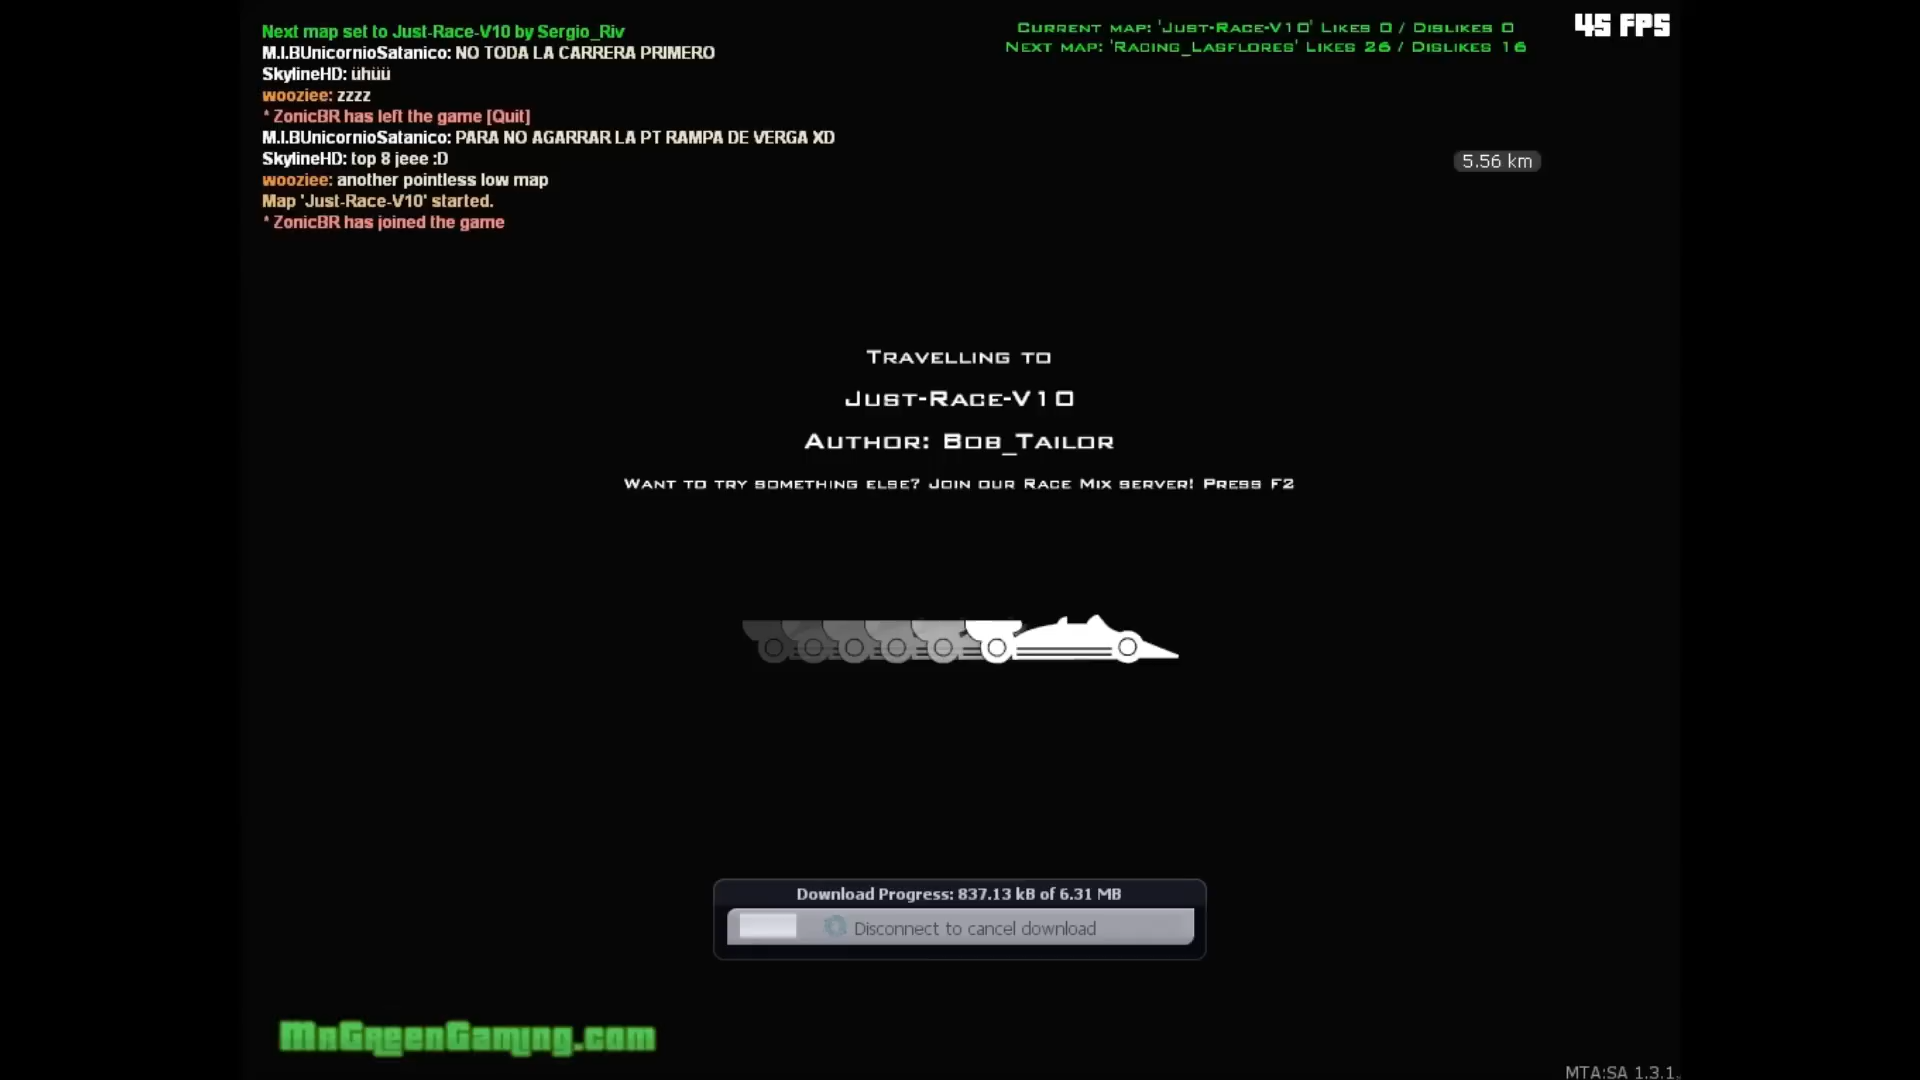 Next map set to Just-Race-V10 by Sergio_Riv
M.I.BUnicornioSatanico: NO TODA LA CARRERA PRIMERO
SkylineHD: ühüü
wooziee: zzzz
* ZonicBR has left the game [Quit]
M.I.BUnicornioSatanico: PARA NO AGARRAR LA PT RAMPA DE VERGA XD
SkylineHD: top 8 jeee :D
wooziee: another pointless low map
Map 'Just-Race-V10' started.
* ZonicBR has joined the game
Current map: 'Just-Race-V10' Likes 0 / Dislikes 0
Next map: 'Racing_LasFlores' Likes 26 / Dislikes 16
45 FPS
5.56 km
Travelling to
Just-Race-V10
Author: Bob_Tailor
Want to try something else? Join our Race Mix server! Press F2
Download Progress: 837.13 kB of 6.31 MB
Disconnect to cancel download
MrGreenGaming.com
MTA:SA 1.3.1